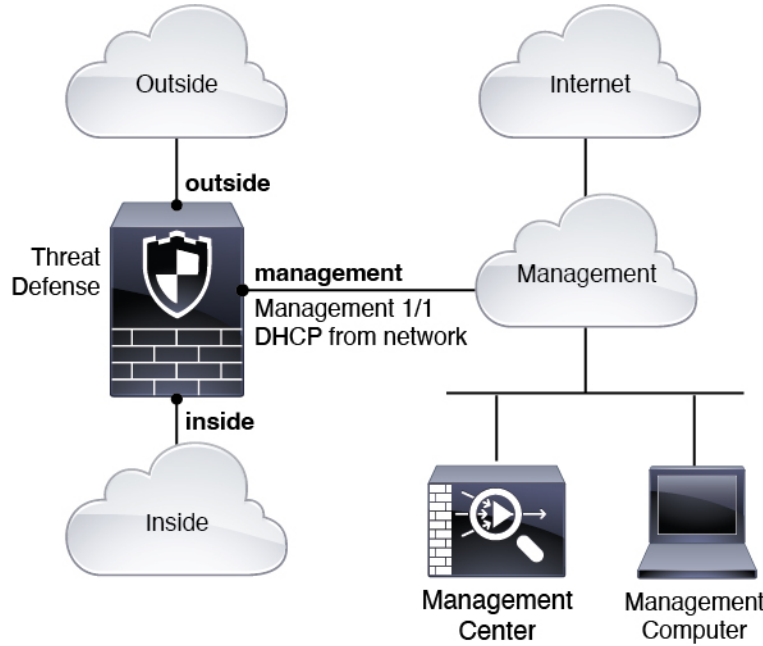 Outside
Internet
outside
Threat
Defense
management
Management 1/1
DHCP from network
Management
inside
Inside
Management
Center
Management
Computer